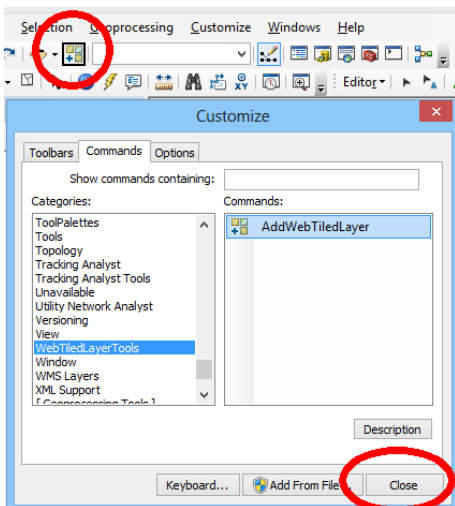 Selection Geoprocessing Customize Windows Help
Editor
Customize
Toolbars Commands Options
Show commands containing:
Categories: Commands:
ToolPalettes
Tools
Topology
Tracking Analyst
Tracking Analyst Tools
Unavailable
Utility Network Analyst
Versioning
View
WebTiledLayerTools
Window
WMS Layers
XML Support
[ Geoprocessing Tools ]
AddWebTiledLayer
Description
Keyboard... Add From File... Close